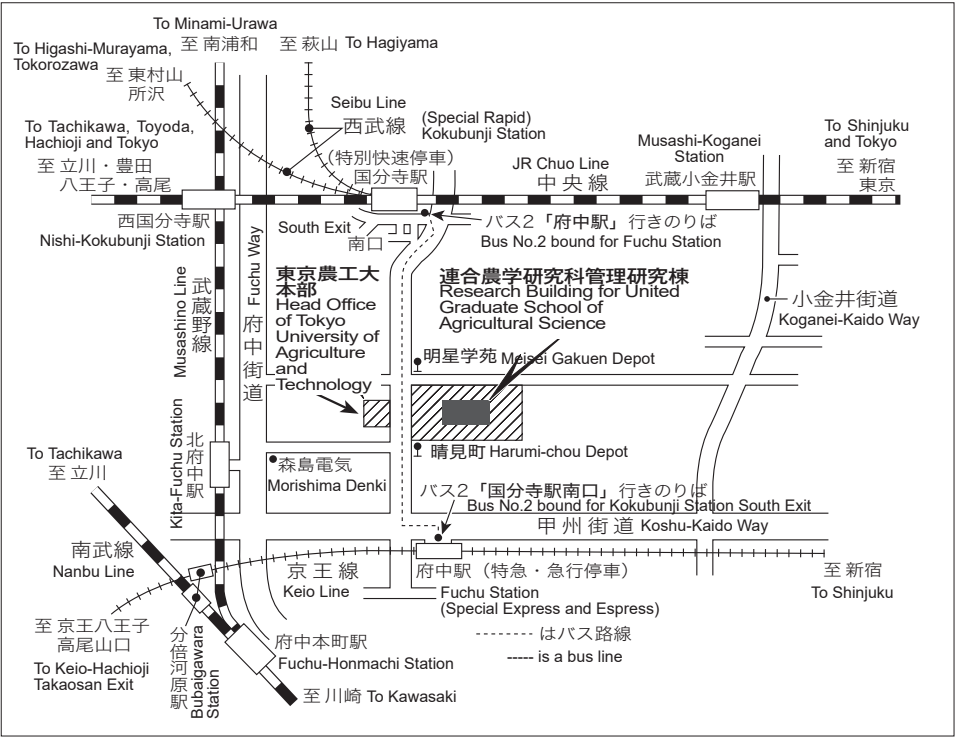 To Minami-Urawa
To Higashi-Murayama,
Tokorozawa
至 南浦和
至 萩山 To Hagiyama
至 東村山
所沢
Seibu Line
西武線
(Special Rapid)
Kokubunji Station
To Tachikawa, Toyoda,
Hachioji and Tokyo
至 立川・豊田
八王子・高尾
(特別快速停車)
国分寺駅
JR Chuo Line
中央線
Musashi-Koganei
Station
武蔵小金井駅
To Shinjuku
and Tokyo
至 新宿
東京
西国分寺駅
Nishi-Kokubunji Station
South Exit
南口
バス2「府中駅」行きのりば
Bus No.2 bound for Fuchu Station
Musashino Line
武蔵野線
Fuchu Way
府中街道
東京農工大
本部
Head Office
of Tokyo
University of
Agriculture
and
Technology
連合農学研究科管理研究棟
Research Building for United
Graduate School of
Agricultural Science
小金井街道
Koganei-Kaido Way
明星学苑 Meisei Gakuen Depot
晴見町 Harumi-chou Depot
Kita-Fuchu Station
北府中駅
森島電気
Morishima Denki
To Tachikawa
至 立川
バス2「国分寺駅南口」行きのりば
Bus No.2 bound for Kokubunji Station South Exit
甲州街道 Koshu-Kaido Way
南武線
Nanbu Line
京王線
Keio Line
府中駅（特急・急行停車）
Fuchu Station
(Special Express and Espress)
至 新宿
To Shinjuku
至 京王八王子
高尾山口
To Keio-Hachioji
Takaosan Exit
分倍河原駅
Bubaigawara
Station
府中本町駅
Fuchu-Honmachi Station
至 川崎 To Kawasaki
------- はバス路線
----- is a bus line